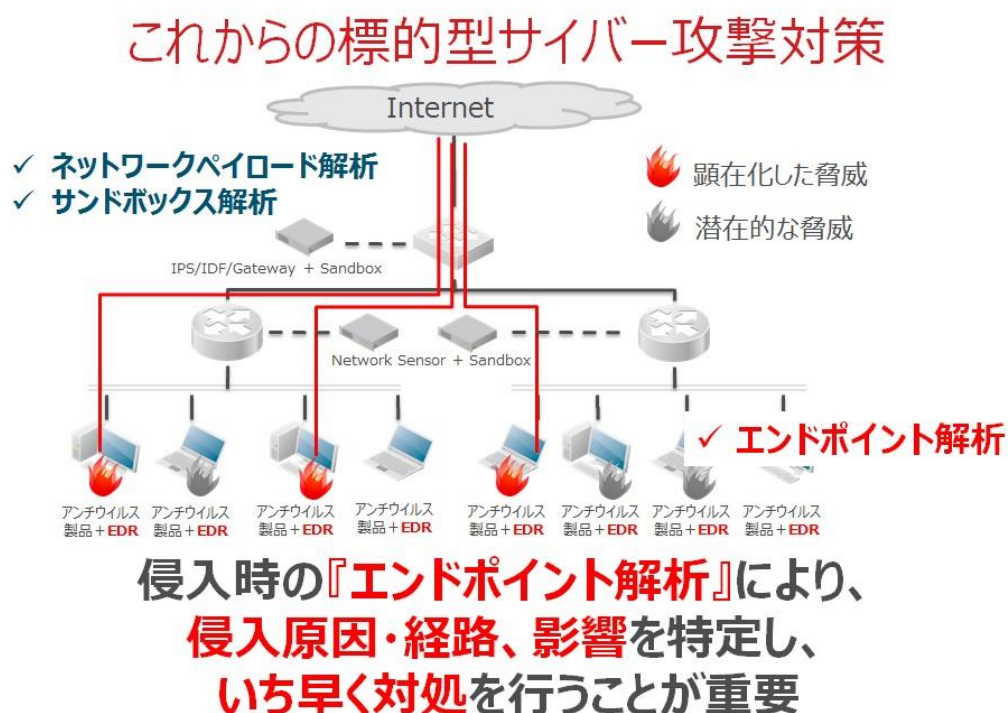 これからの標的型サイバー攻撃対策
Internet
✓ ネットワークペイロード解析
✓ サンドボックス解析
顕在化した脅威
潜在的な脅威
IPS/IDF/Gateway + Sandbox
Network Sensor + Sandbox
✓ エンドポイント解析
アンチウイルス
製品+EDR
アンチウイルス
製品+EDR
アンチウイルス
製品+EDR
アンチウイルス
製品+EDR
アンチウイルス
製品+EDR
アンチウイルス
製品+EDR
アンチウイルス
製品+EDR
アンチウイルス
製品+EDR
侵入時の『エンドポイント解析』により、
侵入原因・経路、影響を特定し、
いち早く対処を行うことが重要